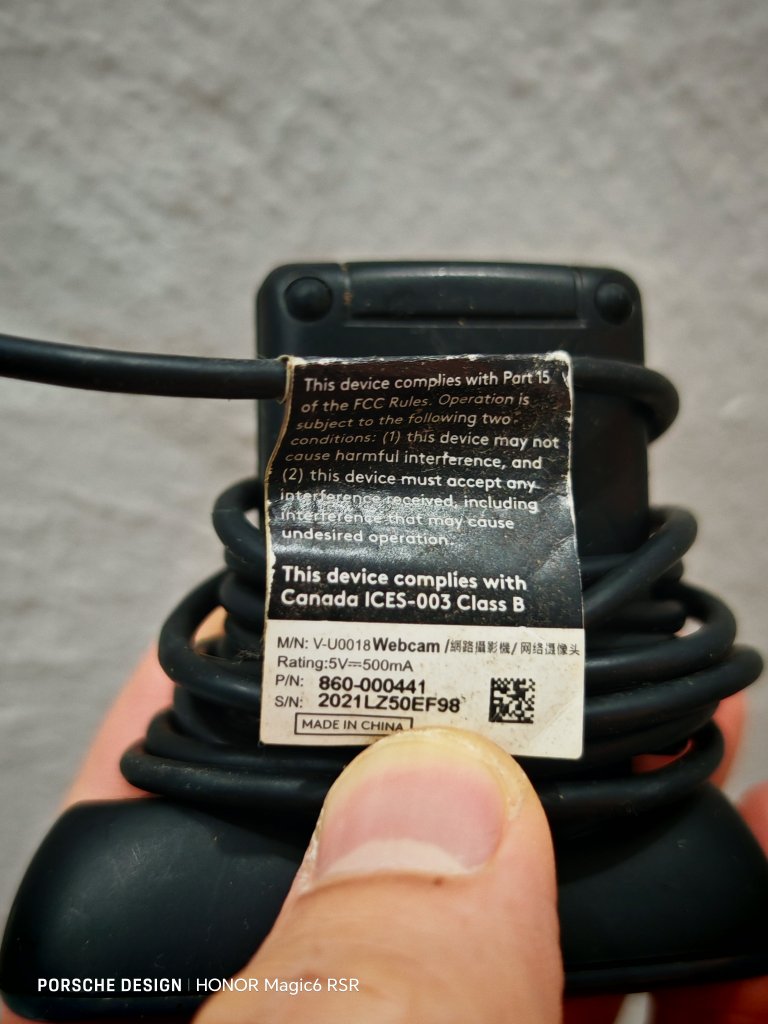 This device complies with Part 15
of the FCC Rules. Operation is
subject to the following two
conditions: (1) this device may not
cause harmful interference, and
(2) this device must accept any
interference received, including
interference that may cause
undesired operation.
This device complies with
Canada ICES-003 Class B
M/N: V-U0018 Webcam /網路攝影機/ 网络摄像头
Rating:5V⎓500mA
P/N: 860-000441
S/N: 2021LZ50EF98
MADE IN CHINA
PORSCHE DESIGN | HONOR Magic6 RSR